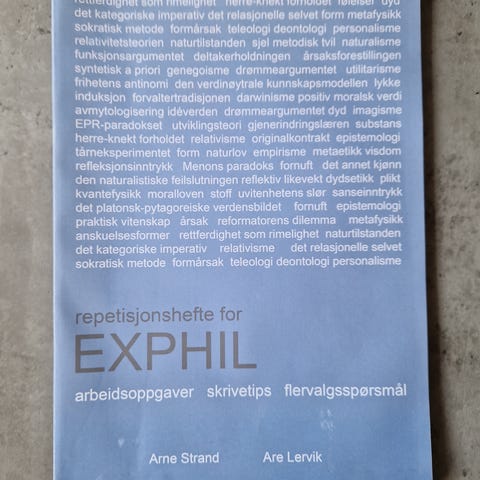 rettferdighet som rimelighet herre-knekt forholdet følelser dyd
det kategoriske imperativ det relasjonelle selvet form metafysikk
sokratisk metode formårsak teleologi deontologi personalisme
relativitetsteorien naturtilstanden sjel metodisk tvil naturalisme
funksjonsargumentet deltakerholdningen årsaksforestillingen
syntetisk a priori genegoisme drømmeargumentet utilitarisme
frihetens antinomi den verdinøytrale kunnskapsmodellen lykke
induksjon forvaltertradisjonen darwinisme positiv moralsk verdi
avmytologisering idéverden drømmeargumentet dyd imagisme
EPR-paradokset utviklingsteori gjenerindringslæren substans
herre-knekt forholdet relativisme originalkontrakt epistemologi
tårneksperimentet form naturlov empirisme metaetikk visdom
refleksjonsinntrykk Menons paradoks fornuft det annet kjønn
den naturalistiske feilslutningen reflektiv likevekt dydsetikk plikt
kvantefysikk moralloven stoff uvitenhetens slør sanseinntrykk
det platonsk-pytagoreiske verdensbildet fornuft epistemologi
praktisk vitenskap årsak reformatorens dilemma metafysikk
anskuelsesformer rettferdighet som rimelighet naturtilstanden
det kategoriske imperativ relativisme det relasjonelle selvet
sokratisk metode formårsak teleologi deontologi personalisme
repetisjonshefte for
EXPHIL
arbeidsoppgaver skrivetips flervalgsspørsmål
Arne Strand Are Lervik